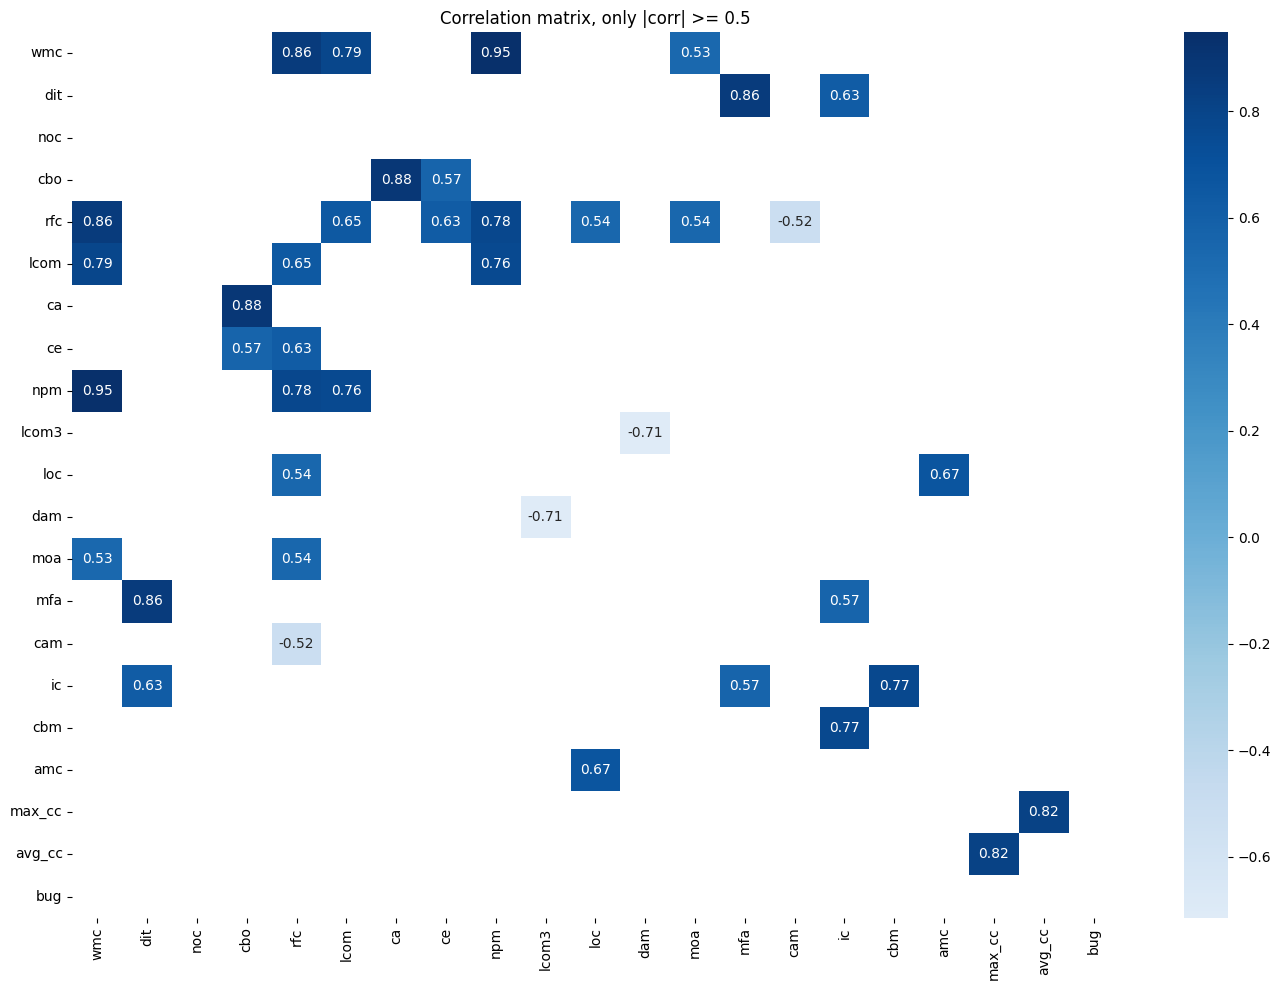 Correlation matrix, only |corr| >= 0.5
wmc 0.86 0.79 0.95 0.53
dit 0.86 0.63
noc
cbo 0.88 0.57
rfc 0.86 0.65 0.63 0.78 0.54 0.54 -0.52
lcom 0.79 0.65 0.76
ca 0.88
ce 0.57 0.63
npm 0.95 0.78 0.76
lcom3 -0.71
loc 0.54 0.67
dam -0.71
moa 0.53 0.54
mfa 0.86 0.57
cam -0.52
ic 0.63 0.57 0.77
cbm 0.77
amc 0.67
max_cc 0.82
avg_cc 0.82
bug
wmc dit noc cbo rfc lcom ca ce npm lcom3 loc dam moa mfa cam ic cbm amc max_cc avg_cc bug
0.8
0.6
0.4
0.2
0.0
−0.2
−0.4
−0.6